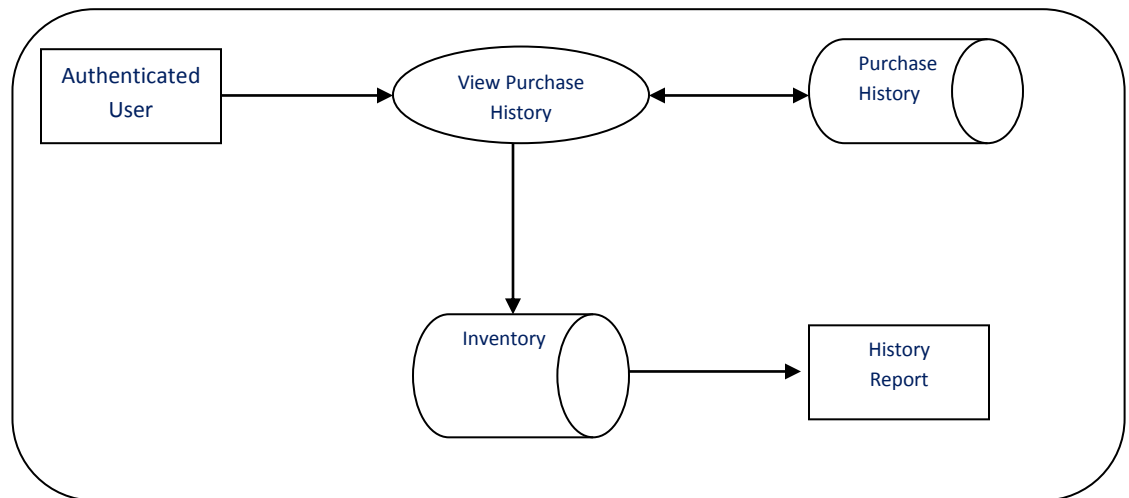 Authenticated
User
View Purchase
History
Purchase
History
Inventory
History
Report